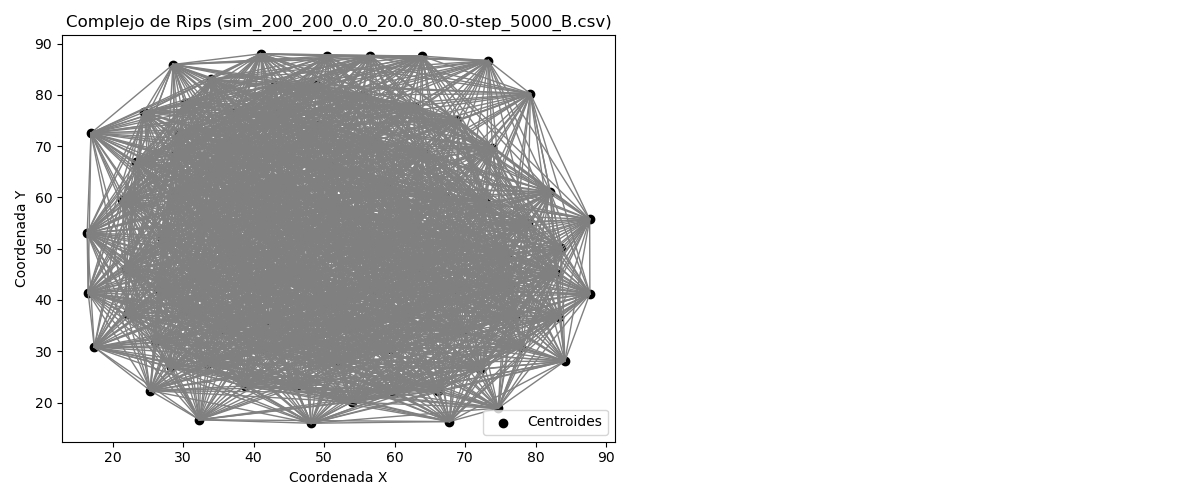 Complejo de Rips (sim_200_200_0.0_20.0_80.0-step_5000_B.csv)
90
80
70
60
50
40
30
20
Coordenada Y
Centroides
20 30 40 50 60 70 80 90
Coordenada X